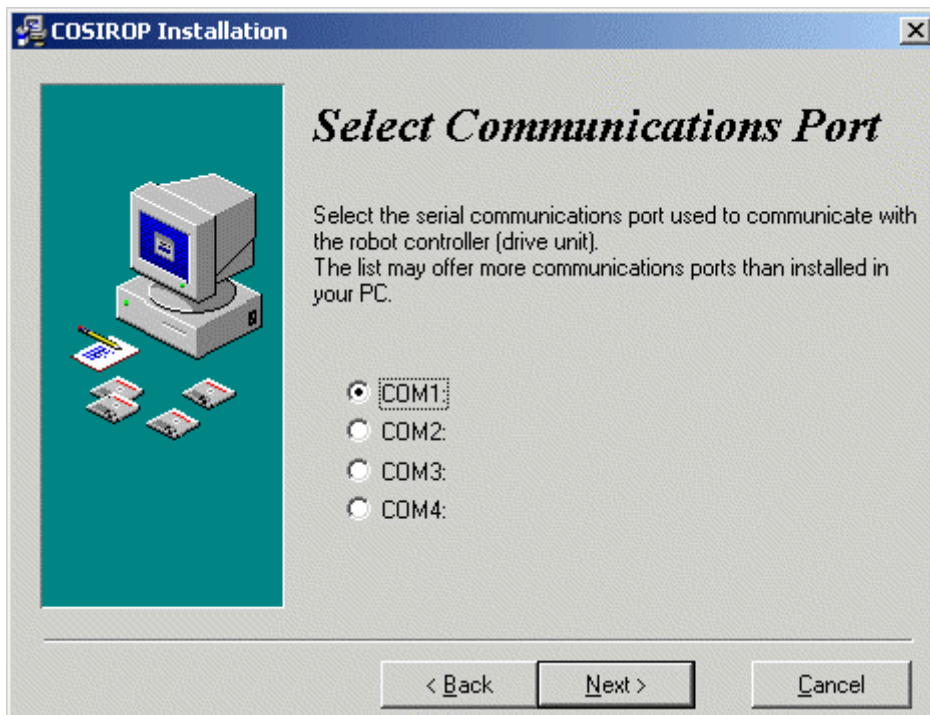 COSIROP Installation
Select Communications Port
Select the serial communications port used to communicate with
the robot controller (drive unit).
The list may offer more communications ports than installed in
your PC.
COM1:
COM2:
COM3:
COM4:
< Back
Next >
Cancel